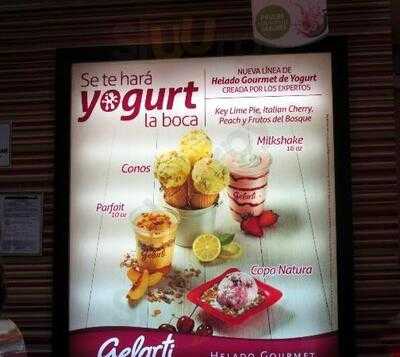 Se te hará
yogurt
la boca
NUEVA LÍNEA DE
Helado Gourmet de Yogurt
CREADA POR LOS EXPERTOS
Key Lime Pie, Italian Cherry,
Peach y Frutos del Bosque
Milkshake
16 oz
Conos
Parfait
10 oz
Gelarti
Copa Natura
Gelarti
HELADO GOURMET